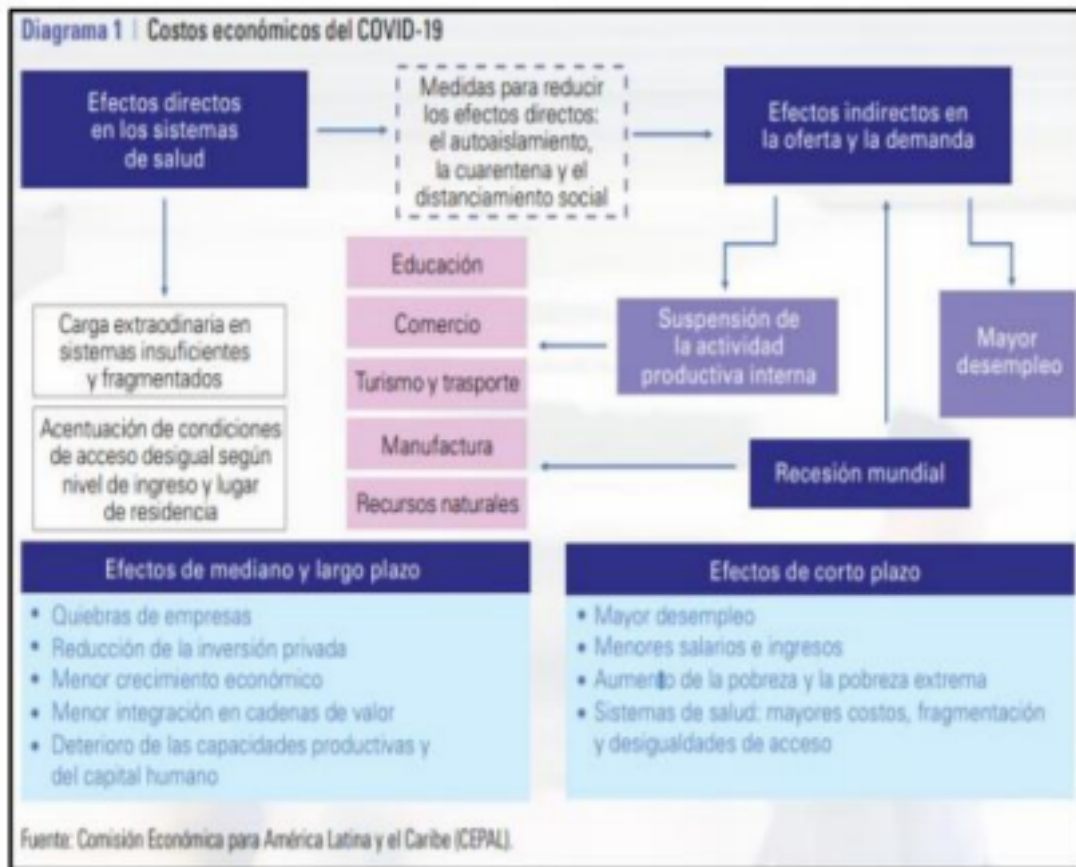 Diagrama 1 | Costos económicos del COVID-19
Efectos directos
en los sistemas
de salud
Medidas para reducir
los efectos directos:
el autoaislamiento,
la cuarentena y el
distanciamiento social
Efectos indirectos en
la oferta y la demanda
Carga extraodinaria en
sistemas insuficientes
y fragmentados
Acentuación de condiciones
de acceso desigual según
nivel de ingreso y lugar
de residencia
Educación
Comercio
Turismo y trasporte
Manufactura
Recursos naturales
Suspensión de
la actividad
productiva interna
Mayor
desempleo
Recesión mundial
Efectos de mediano y largo plazo
• Quiebras de empresas
• Reducción de la inversión privada
• Menor crecimiento económico
• Menor integración en cadenas de valor
• Deterioro de las capacidades productivas y
del capital humano
Efectos de corto plazo
• Mayor desempleo
• Menores salarios e ingresos
• Aumento de la pobreza y la pobreza extrema
• Sistemas de salud: mayores costos, fragmentación
y desigualdades de acceso
Fuente: Comisión Económica para América Latina y el Caribe (CEPAL).